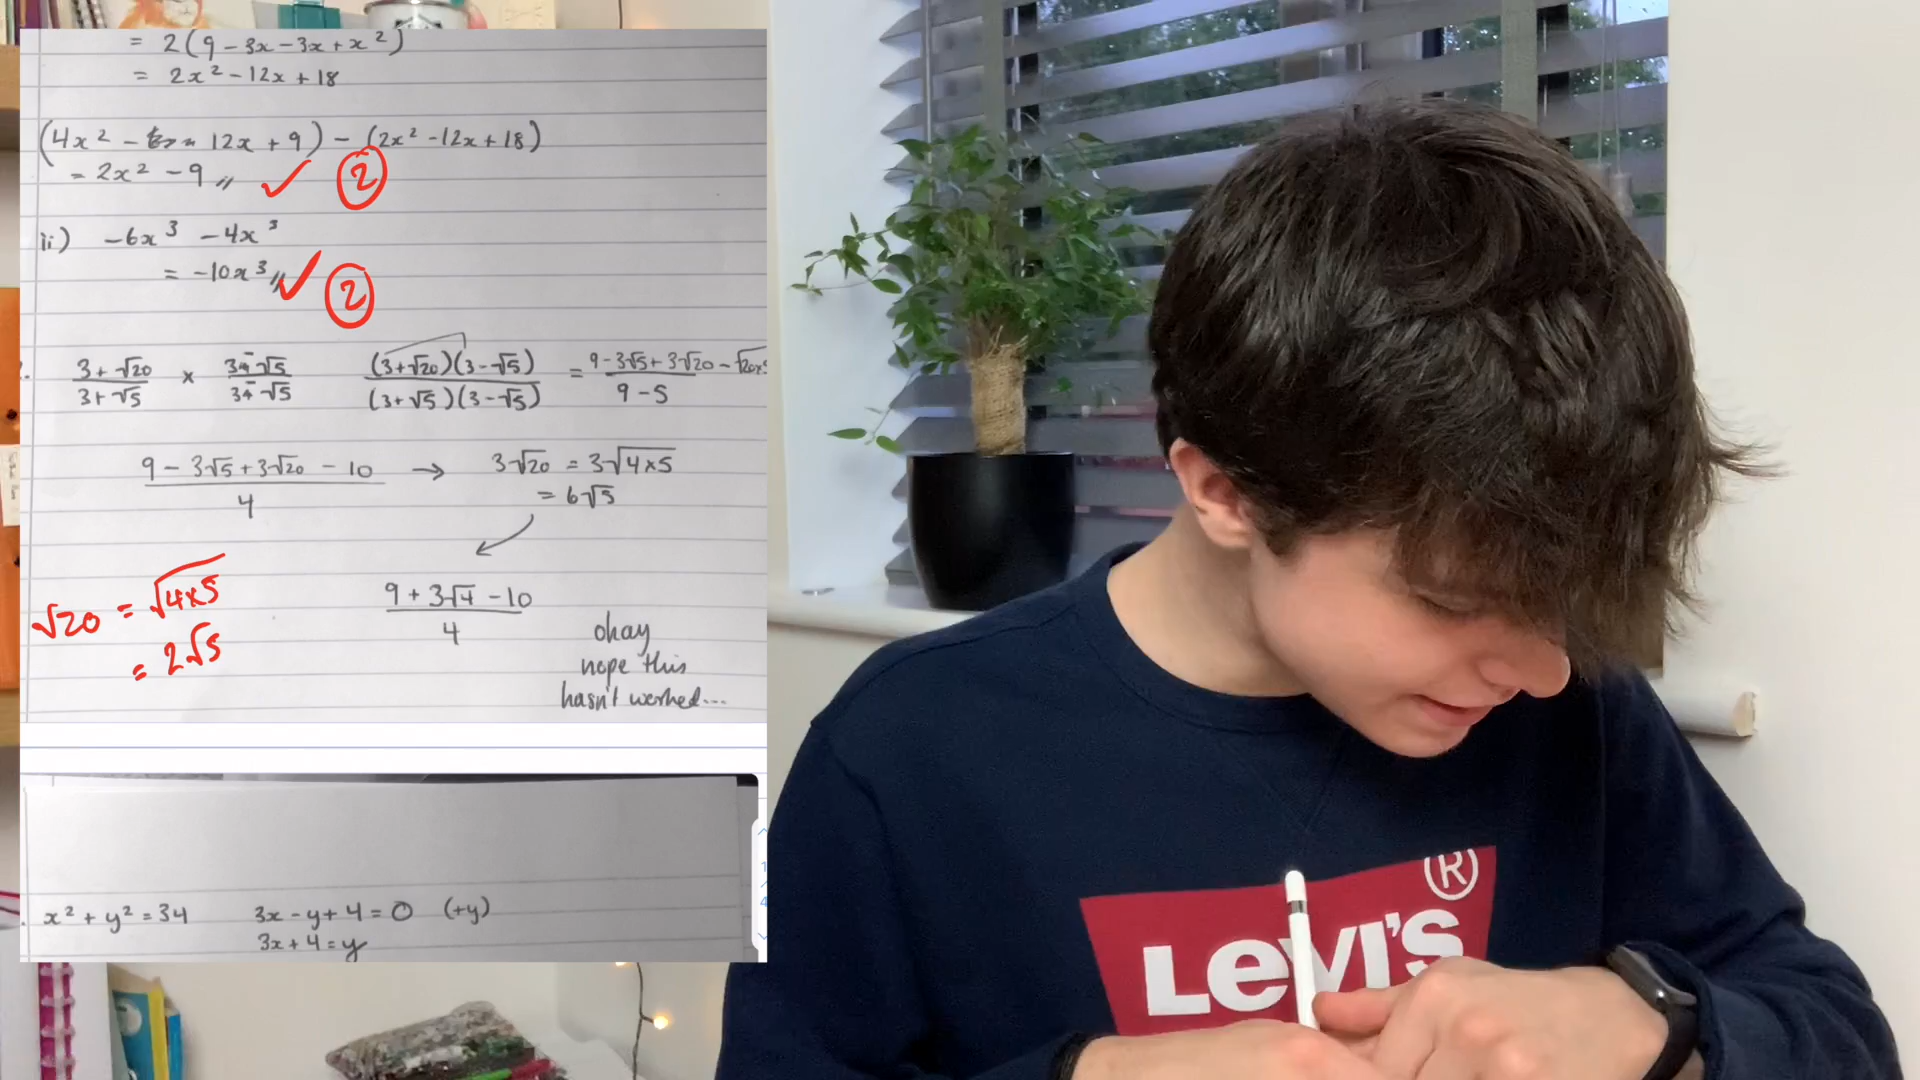 = 2(9-3x-3x+x²)
= 2x²-12x+18
(4x² - 12x+9) - (2x²-12x+18)
= 2x² -9 ✓ ②
ii) -6x³ -4x³
= -10x³ ✓ ②
(3+√20)/(3+√5) × (3-√5)/(3-√5) (3+√20)(3-√5)/(3+√5)(3-√5) = (9-3√5+3√20-√20×5)/(9-5)
(9-3√5+3√20-10)/4 → 3√20 = 3√4×5
= 6√5
√20 = √4×5
= 2√5
(9+3√4-10)/4
okay
nope this
hasn't worked...
x²+y²=34 3x-y+4=0 (+y)
3x+4=y
LEVI'S ®